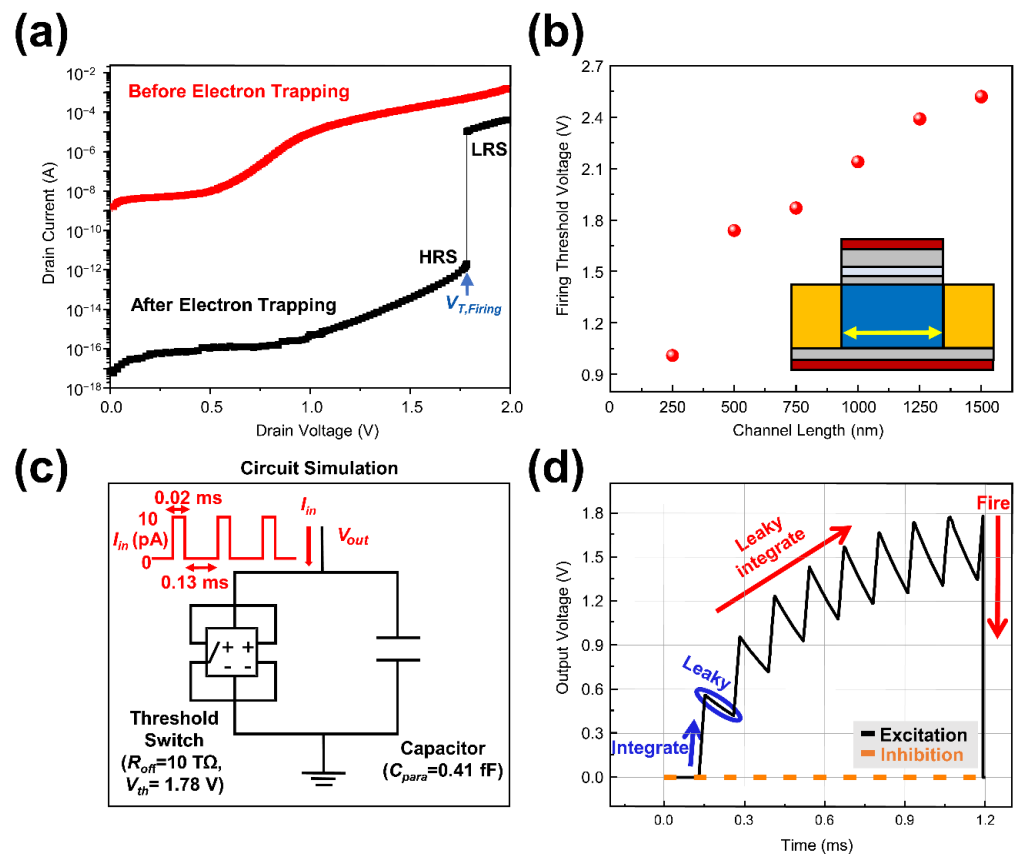 (a)
10⁻²
10⁻⁴
10⁻⁶
10⁻⁸
10⁻¹⁰
10⁻¹²
10⁻¹⁴
10⁻¹⁶
10⁻¹⁸
Drain Current (A)
Before Electron Trapping
LRS
HRS
V_T,Firing
After Electron Trapping
0.0 0.5 1.0 1.5 2.0
Drain Voltage (V)
(b)
2.7
2.4
2.1
1.8
1.5
1.2
0.9
Firing Threshold Voltage (V)
0 250 500 750 1000 1250 1500
Channel Length (nm)
(c)
Circuit Simulation
0.02 ms
10
I_in (pA)
0
0.13 ms
I_in
V_out
+ +
- -
Threshold
Switch
(R_off=10 TΩ,
V_th= 1.78 V)
Capacitor
(C_para=0.41 fF)
(d)
1.8
1.5
1.2
0.9
0.6
0.3
0.0
Output Voltage (V)
Fire
Leaky
integrate
Leaky
Integrate
Excitation
Inhibition
0.0 0.3 0.6 0.9 1.2
Time (ms)